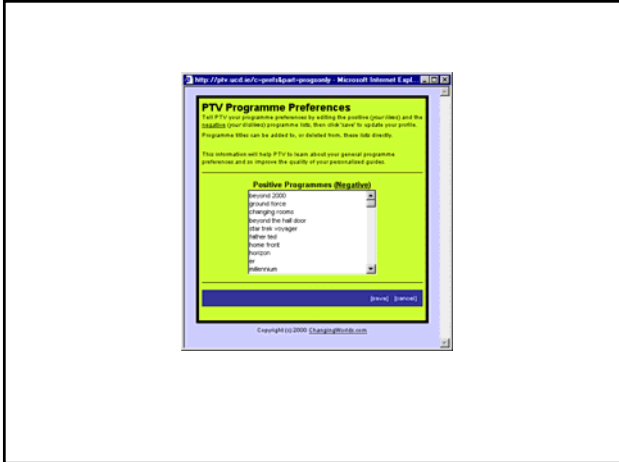 http://ptv.ucd.ie/c=prefs&part=progsonly - Microsoft Internet Expl...
PTV Programme Preferences
Tell PTV your programme preferences by editing the positive (your likes) and the
negative (your dislikes) programme lists, then click 'save' to update your profile.
Programme titles can be added to, or deleted from, these lists directly.
This information will help PTV to learn about your general programme
preferences and so improve the quality of your personalised guides.
Positive Programmes (Negative)
beyond 2000
ground force
changing rooms
beyond the hall door
star trek voyager
father ted
home front
horizon
er
millennium
[save] [cancel]
Copyright (c) 2000 ChangingWorlds.com